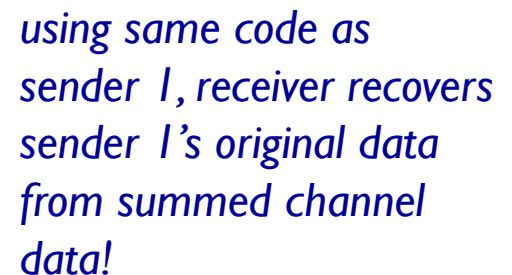 using same code as
sender 1, receiver recovers
sender 1’s original data
from summed channel
data!